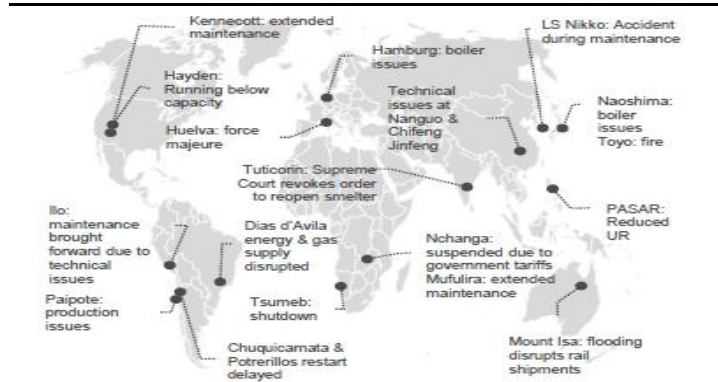 Kennecott: extended
maintenance
LS Nikko: Accident
during maintenance
Hamburg: boiler
issues
Hayden:
Running below
capacity
Technical
issues at
Nanguo &
Chifeng
Jinfeng
Naoshima:
boiler
issues
Toyo: fire
Huelva: force
majeure
Tuticorin: Supreme
Court revokes order
to reopen smelter
PASAR:
Reduced
UR
Ilo:
maintenance
brought
forward due to
technical
issues
Dias d'Avila
energy & gas
supply
disrupted
Nchanga:
suspended due to
government tariffs
Mufulira: extended
maintenance
Paipote:
production
issues
Tsumeb:
shutdown
Chuquicamata &
Potrerillos restart
delayed
Mount Isa: flooding
disrupts rail
shipments